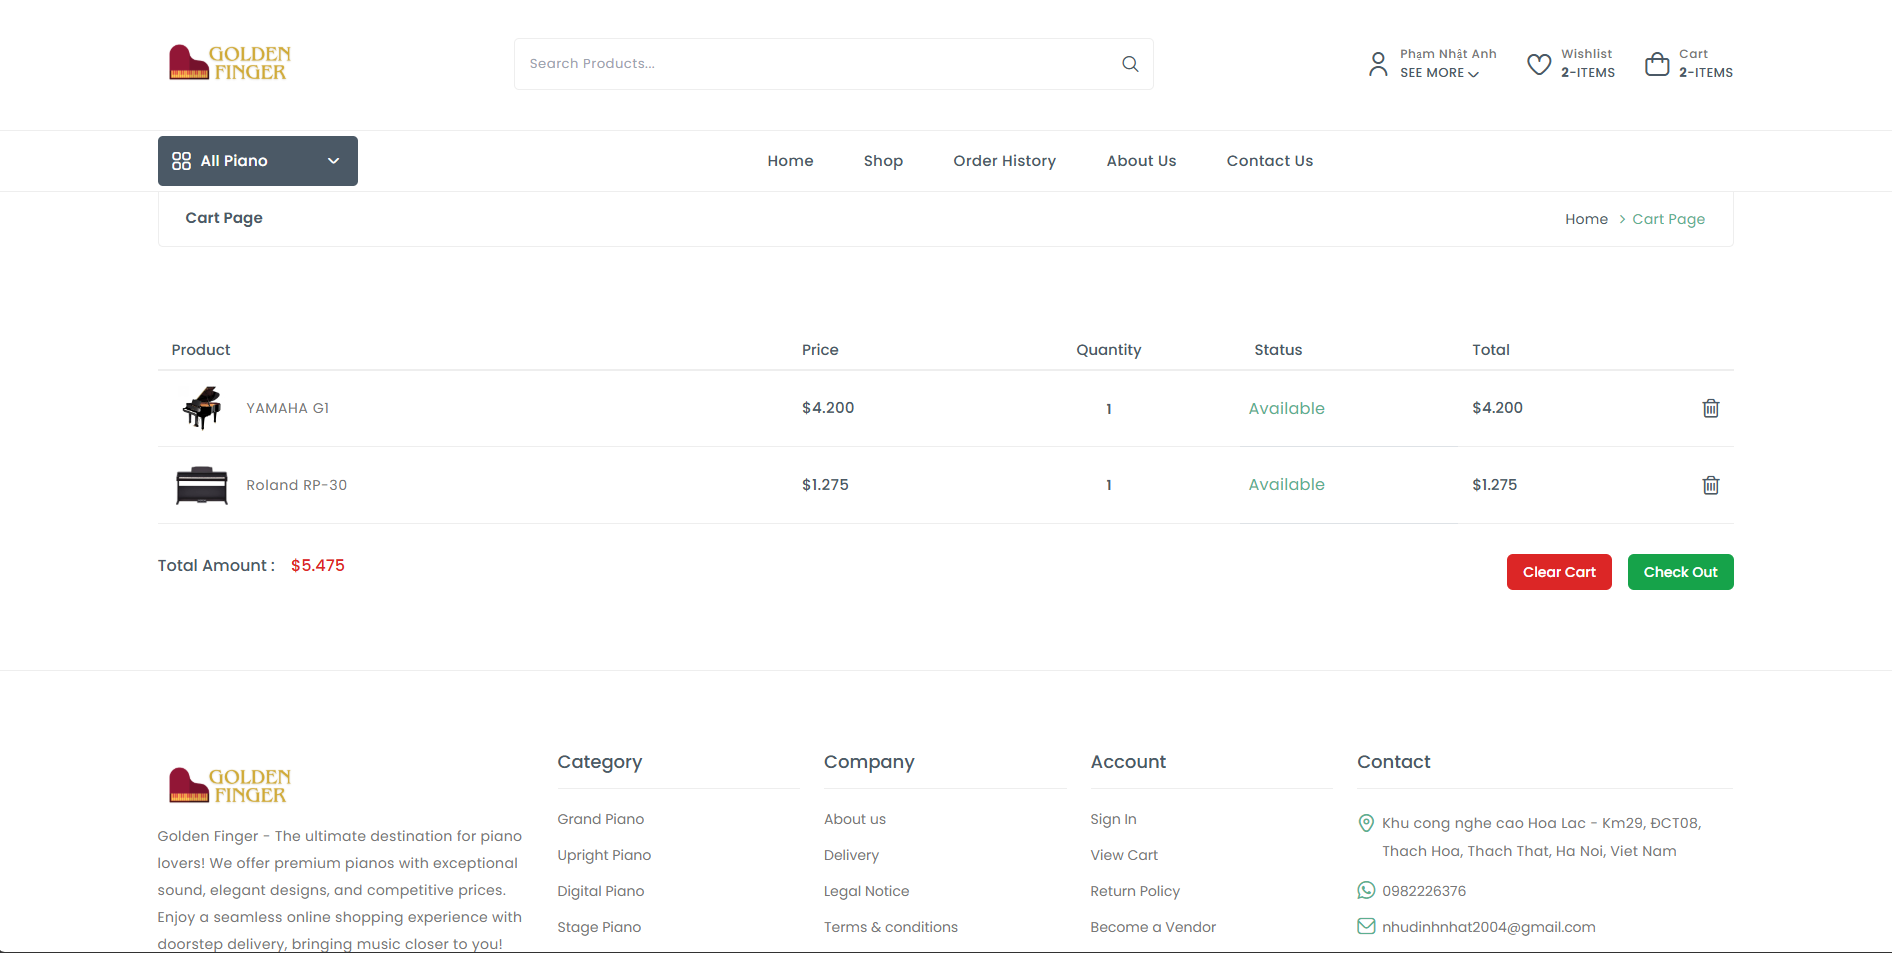 GOLDEN
FINGER
Search Products...
Phạm Nhật Anh
SEE MORE
Wishlist
2-ITEMS
Cart
2-ITEMS
All Piano
Home
Shop
Order History
About Us
Contact Us
Cart Page
Home > Cart Page
Product Price Quantity Status Total
YAMAHA G1 $4.200 1 Available $4.200
Roland RP-30 $1.275 1 Available $1.275
Total Amount : $5.475
Clear Cart
Check Out
GOLDEN
FINGER
Golden Finger - The ultimate destination for piano
lovers! We offer premium pianos with exceptional
sound, elegant designs, and competitive prices.
Enjoy a seamless online shopping experience with
doorstep delivery, bringing music closer to you!
Category
Grand Piano
Upright Piano
Digital Piano
Stage Piano
Company
About us
Delivery
Legal Notice
Terms & conditions
Account
Sign In
View Cart
Return Policy
Become a Vendor
Contact
Khu cong nghe cao Hoa Lac - Km29, ĐCT08,
Thach Hoa, Thach That, Ha Noi, Viet Nam
0982226376
nhudinhnhat2004@gmail.com